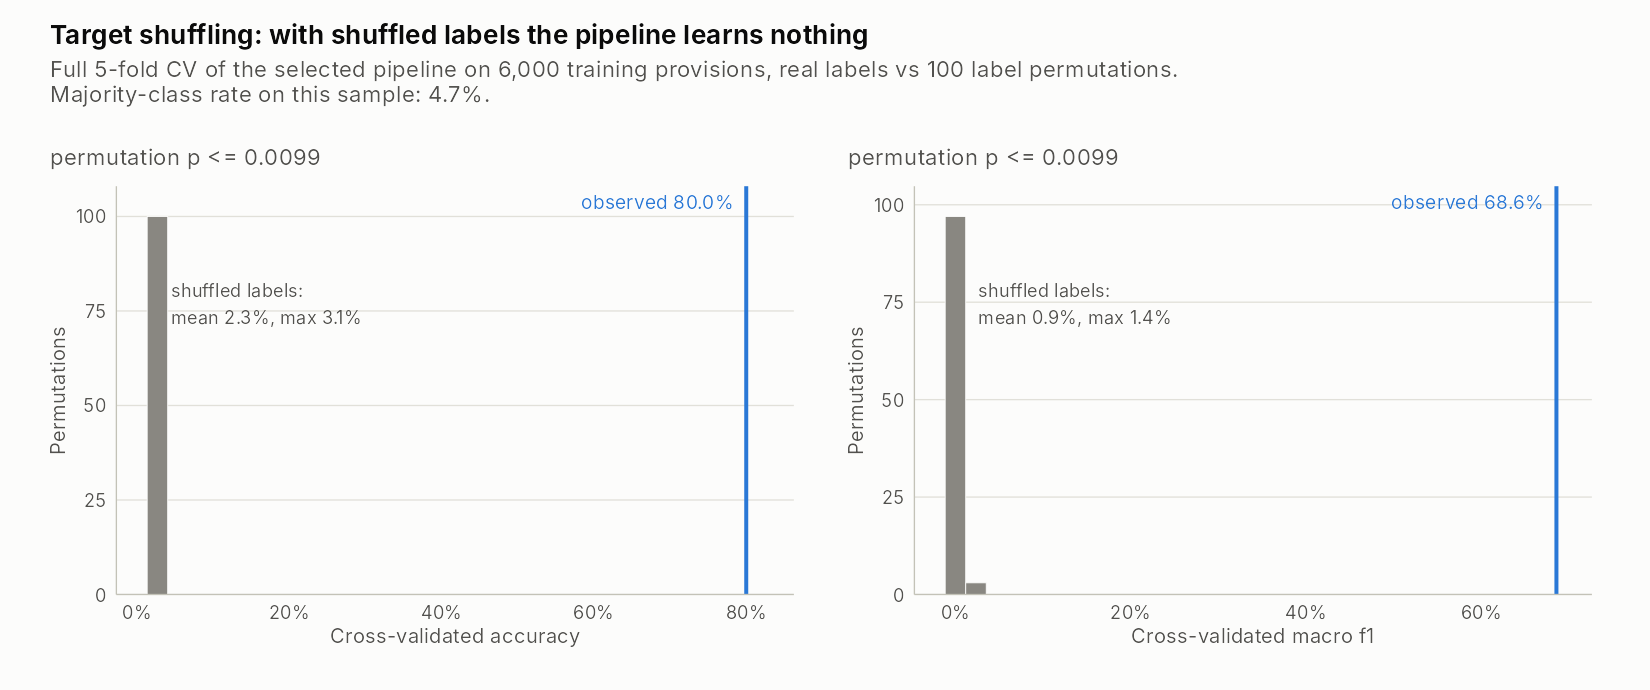 Target shuffling: with shuffled labels the pipeline learns nothing
Full 5-fold CV of the selected pipeline on 6,000 training provisions, real labels vs 100 label permutations.
Majority-class rate on this sample: 4.7%.
permutation p <= 0.0099
observed 80.0%
shuffled labels:
mean 2.3%, max 3.1%
Permutations
100
75
50
25
0
0% 20% 40% 60% 80%
Cross-validated accuracy
permutation p <= 0.0099
observed 68.6%
shuffled labels:
mean 0.9%, max 1.4%
Permutations
100
75
50
25
0
0% 20% 40% 60%
Cross-validated macro f1